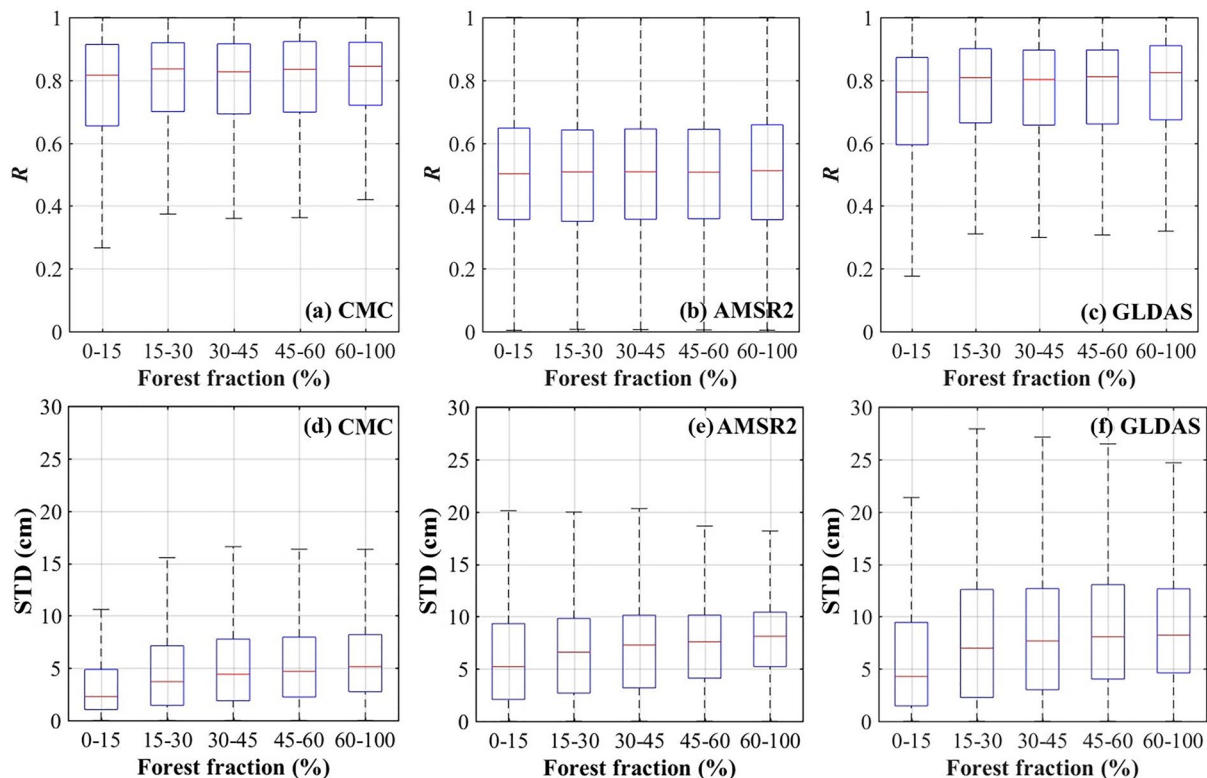 1
0.8
0.6
0.4
0.2
0
R
(a) CMC
0-15 15-30 30-45 45-60 60-100
Forest fraction (%)
1
0.8
0.6
0.4
0.2
0
R
(b) AMSR2
0-15 15-30 30-45 45-60 60-100
Forest fraction (%)
1
0.8
0.6
0.4
0.2
0
R
(c) GLDAS
0-15 15-30 30-45 45-60 60-100
Forest fraction (%)
30
25
20
15
10
5
0
STD (cm)
(d) CMC
0-15 15-30 30-45 45-60 60-100
Forest fraction (%)
30
25
20
15
10
5
0
STD (cm)
(e) AMSR2
0-15 15-30 30-45 45-60 60-100
Forest fraction (%)
30
25
20
15
10
5
0
STD (cm)
(f) GLDAS
0-15 15-30 30-45 45-60 60-100
Forest fraction (%)